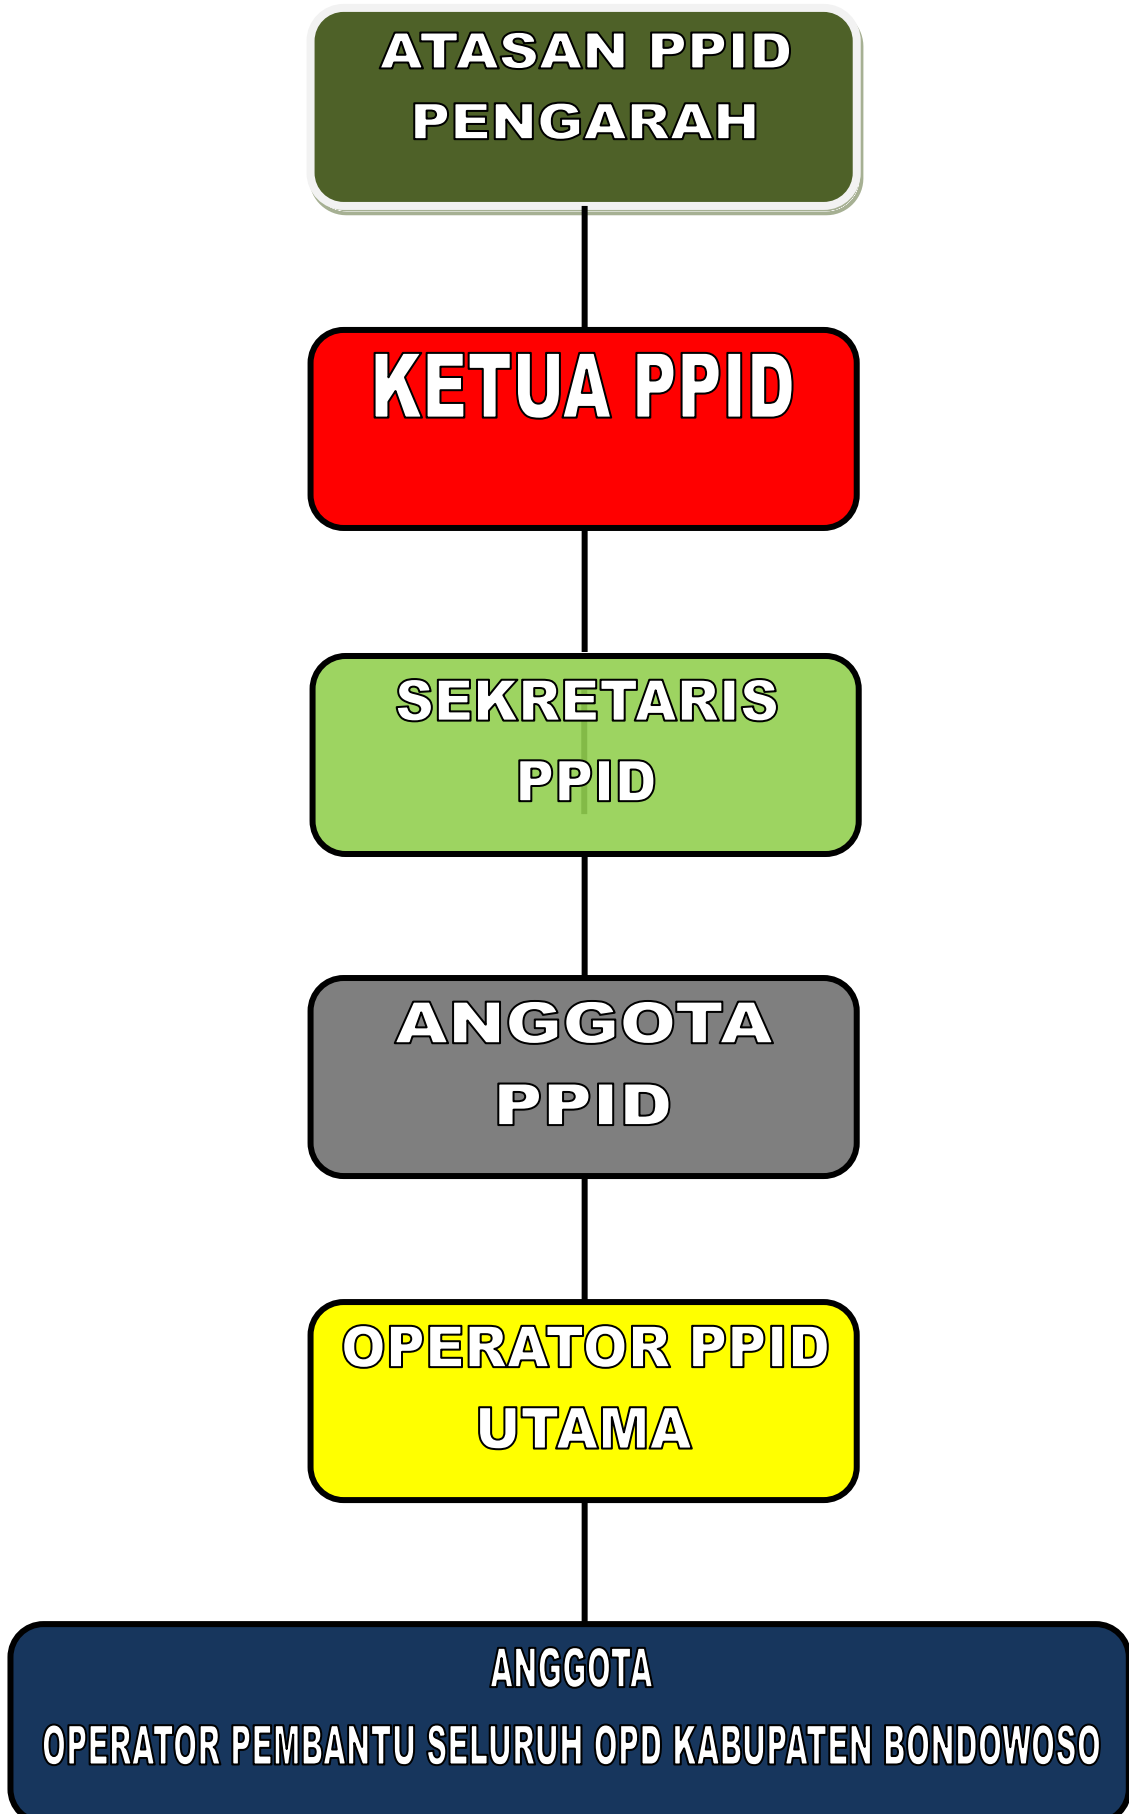 ATASAN PPID
PENGARAH
KETUA PPID
SEKRETARIS
PPID
ANGGOTA
PPID
OPERATOR PPID
UTAMA
ANGGOTA
OPERATOR PEMBANTU SELURUH OPD KABUPATEN BONDOWOSO